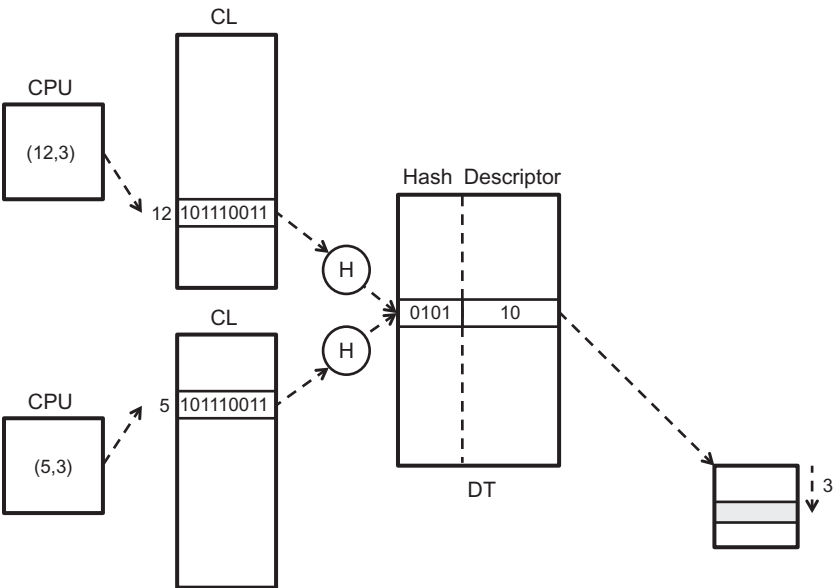 CL
CPU
(12,3)
12 101110011
Hash Descriptor
H
0101 10
CL
H
5 101110011
CPU
(5,3)
DT
3